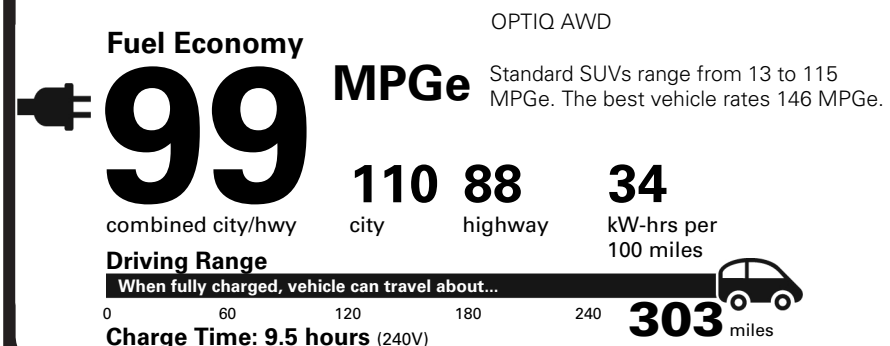 OPTIQ AWD
Fuel Economy
99
MPGe
Standard SUVs range from 13 to 115
MPGe. The best vehicle rates 146 MPGe.
110 88 34
combined city/hwy city highway kW-hrs per
100 miles
Driving Range
When fully charged, vehicle can travel about...
0 60 120 180 240 303 miles
Charge Time: 9.5 hours (240V)